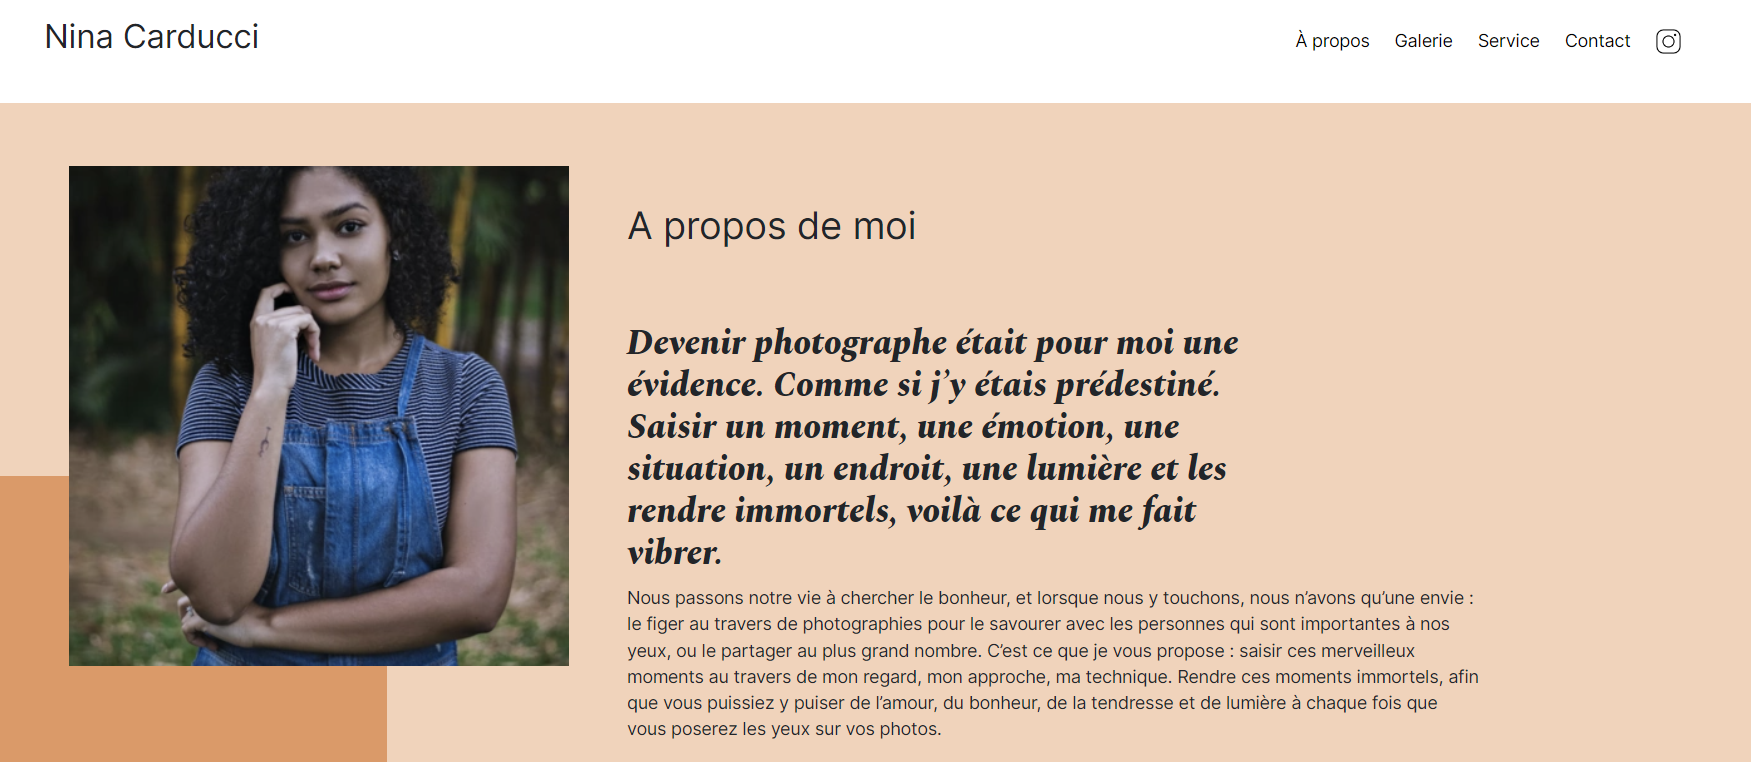 Nina Carducci
À propos Galerie Service Contact
A propos de moi
Devenir photographe était pour moi une
évidence. Comme si j’y étais prédestiné.
Saisir un moment, une émotion, une
situation, un endroit, une lumière et les
rendre immortels, voilà ce qui me fait
vibrer.
Nous passons notre vie à chercher le bonheur, et lorsque nous y touchons, nous n’avons qu’une envie :
le figer au travers de photographies pour le savourer avec les personnes qui sont importantes à nos
yeux, ou le partager au plus grand nombre. C’est ce que je vous propose : saisir ces merveilleux
moments au travers de mon regard, mon approche, ma technique. Rendre ces moments immortels, afin
que vous puissiez y puiser de l’amour, du bonheur, de la tendresse et de lumière à chaque fois que
vous poserez les yeux sur vos photos.